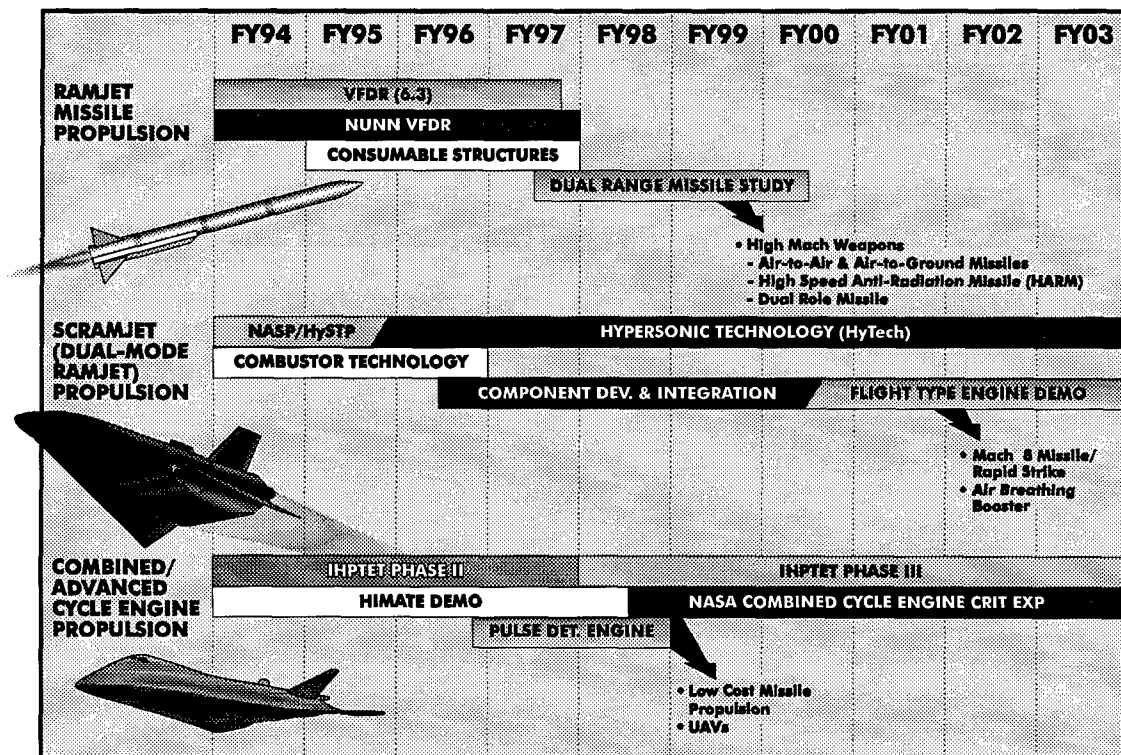 FY94 FY95 FY96 FY97 FY98 FY99 FY00 FY01 FY02 FY03
RAMJET
MISSILE
PROPULSION
VFDR (6.3)
NUNN VFDR
CONSUMABLE STRUCTURES
DUAL RANGE MISSILE STUDY
• High Mach Weapons
- Air-to-Air & Air-to-Ground Missiles
- High Speed Anti-Radiation Missile (HARM)
- Dual Role Missile
SCRAMJET
(DUAL-MODE
RAMJET)
PROPULSION
NASP/HySTP
HYPERSONIC TECHNOLOGY (HyTech)
COMBUSTOR TECHNOLOGY
COMPONENT DEV. & INTEGRATION
FLIGHT TYPE ENGINE DEMO
• Mach 8 Missile/
Rapid Strike
• Air Breathing
Booster
COMBINED/
ADVANCED
CYCLE ENGINE
PROPULSION
IHPTET PHASE II
IHPTET PHASE III
HIMATE DEMO
NASA COMBINED CYCLE ENGINE CRIT EXP
PULSE DET. ENGINE
• Low Cost Missile
Propulsion
• UAVs